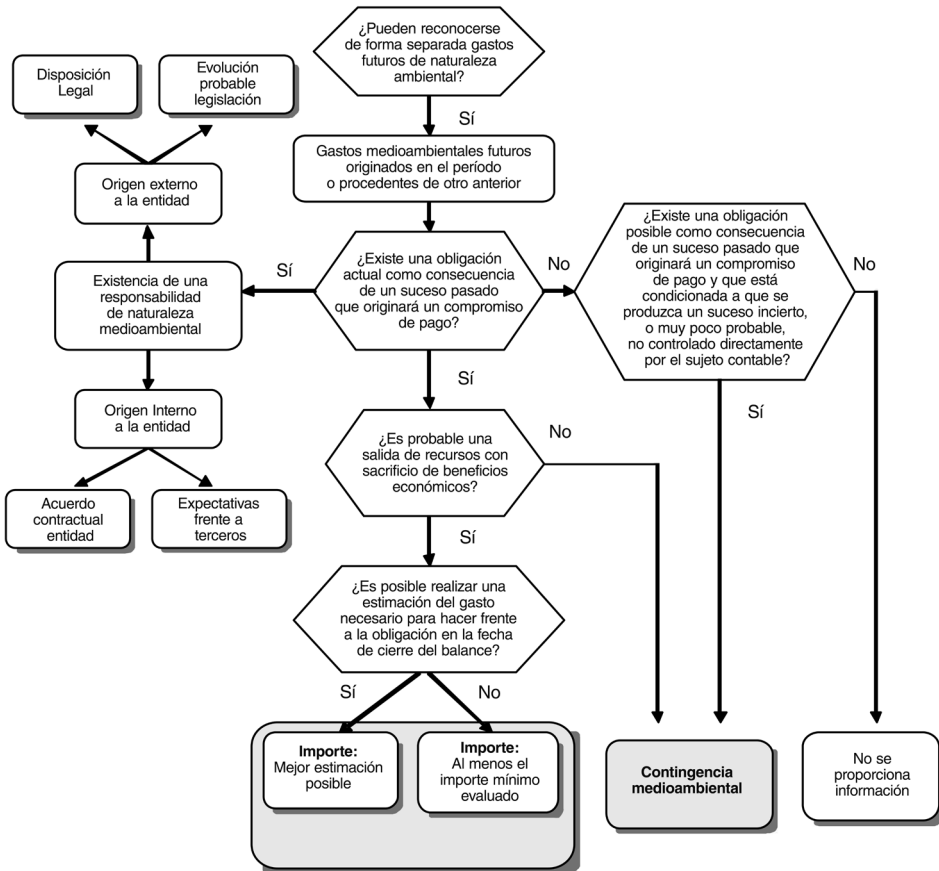 ¿Pueden reconocerse
de forma separada gastos
futuros de naturaleza
ambiental?
Disposición
Legal
Evolución
probable
legislación
Sí
Gastos medioambientales futuros
originados en el período
o procedentes de otro anterior
Origen externo
a la entidad
¿Existe una obligación
actual como consecuencia
de un suceso pasado
que originará un compromiso
de pago?
Sí
No
¿Existe una obligación
posible como consecuencia
de un suceso pasado que
originará un compromiso
de pago y que está
condicionada a que se
produzca un suceso incierto,
o muy poco probable,
no controlado directamente
por el sujeto contable?
No
Existencia de una
responsabilidad
de naturaleza
medioambiental
Sí
Sí
Origen Interno
a la entidad
¿Es probable una
salida de recursos con
sacrificio de beneficios
económicos?
No
Acuerdo
contractual
entidad
Expectativas
frente a
terceros
Sí
¿Es posible realizar una
estimación del gasto
necesario para hacer frente
a la obligación en la fecha
de cierre del balance?
Sí
No
Importe:
Mejor estimación
posible
Importe:
Al menos el
importe mínimo
evaluado
Contingencia
medioambiental
No se
proporciona
información